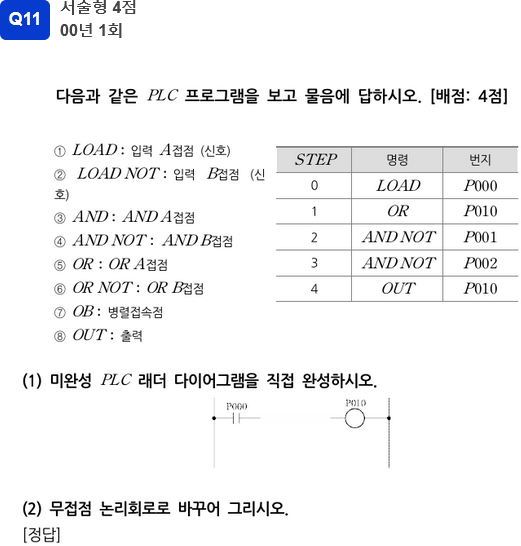 Q11
서술형 4점
00년 1회
다음과 같은 PLC 프로그램을 보고 물음에 답하시오. [배점: 4점]
① LOAD : 입력 A접점 (신호)
② LOAD NOT : 입력 B접점 (신
호)
③ AND : AND A접점
④ AND NOT : AND B접점
⑤ OR : OR A접점
⑥ OR NOT : OR B접점
⑦ OB : 병렬접속점
⑧ OUT : 출력
STEP 명령 번지
0 LOAD P000
1 OR P010
2 AND NOT P001
3 AND NOT P002
4 OUT P010
(1) 미완성 PLC 래더 다이어그램을 직접 완성하시오.
P000 P010
(2) 무접점 논리회로로 바꾸어 그리시오.
[정답]